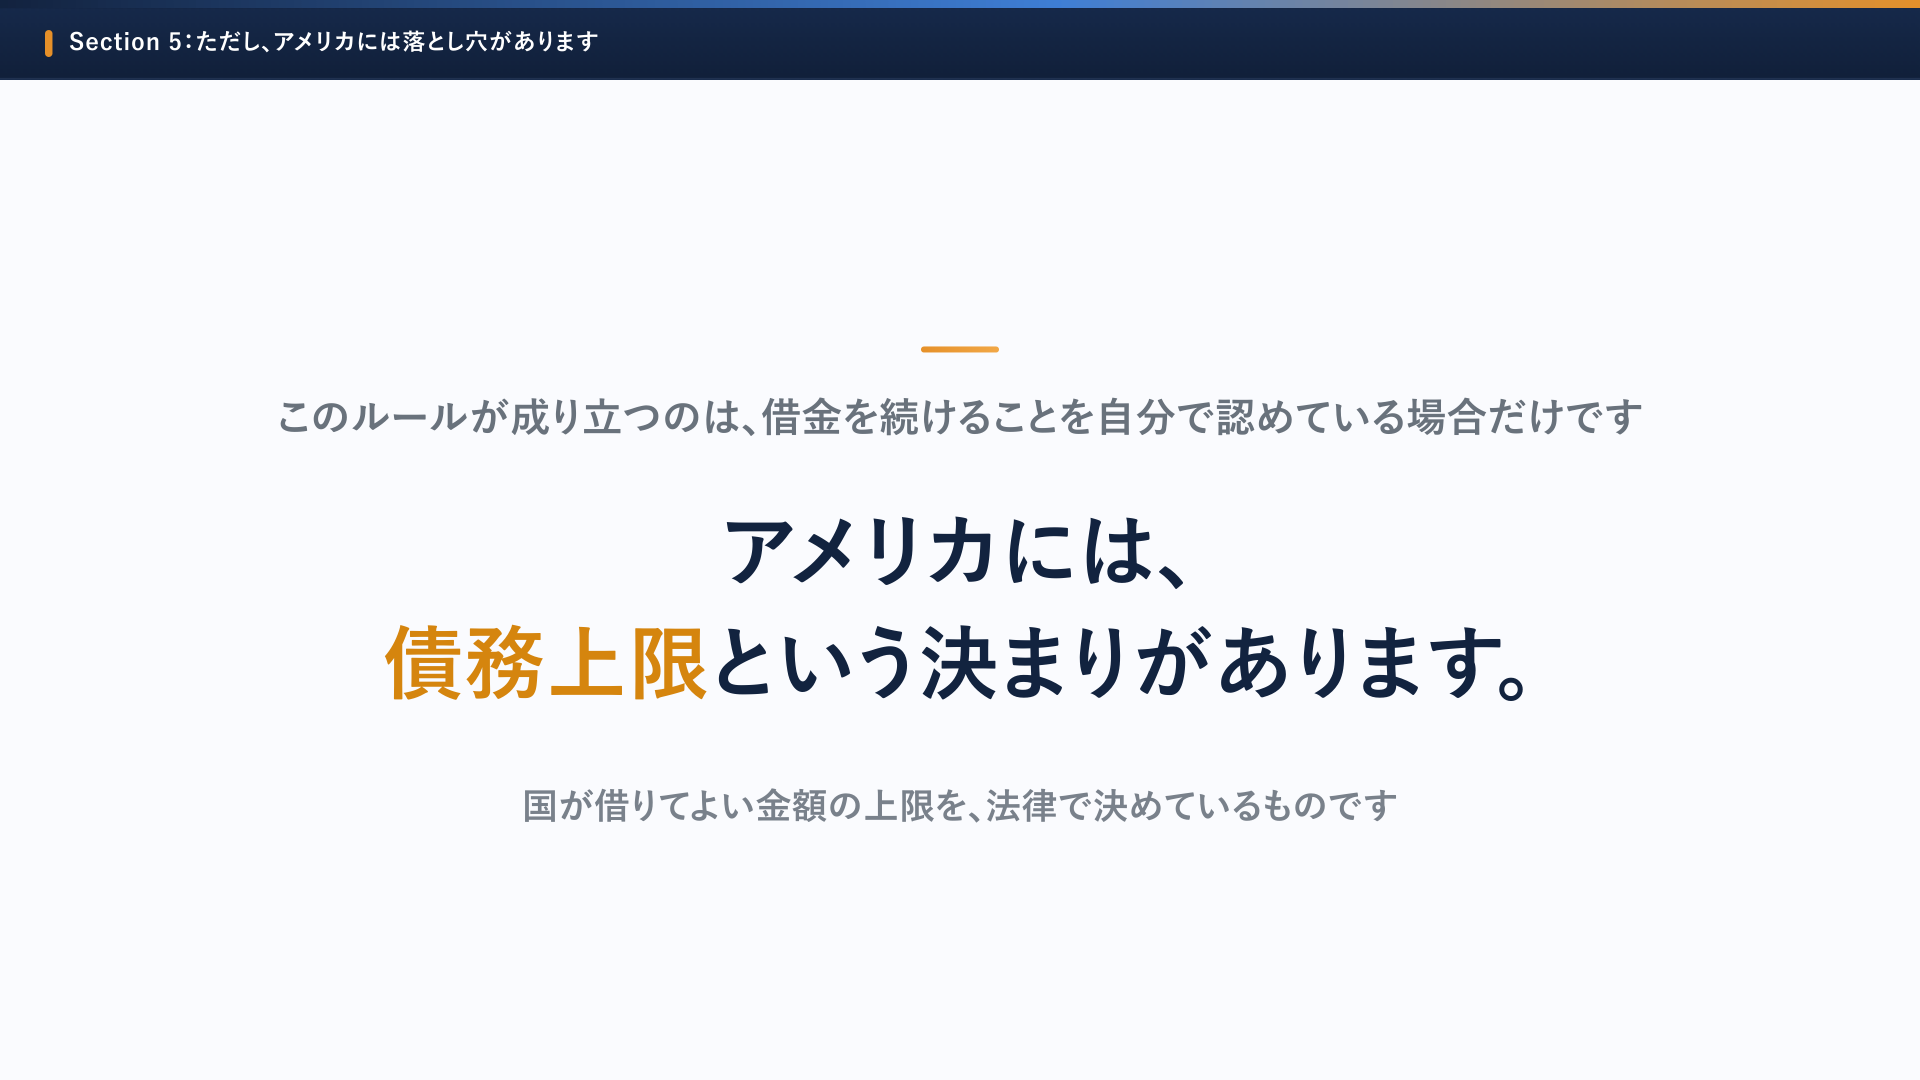 Section 5：ただし、アメリカには落とし穴があります
このルールが成り立つのは、借金を続けることを自分で認めている場合だけです
アメリカには、
債務上限という決まりがあります。
国が借りてよい金額の上限を、法律で決めているものです